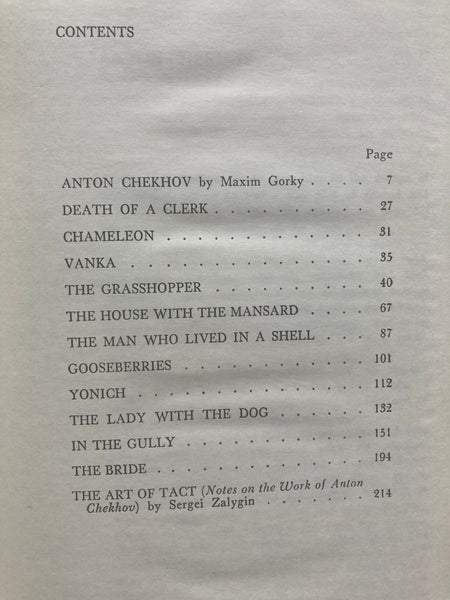 CONTENTS
Page
ANTON CHEKHOV by Maxim Gorky . . . . 7
DEATH OF A CLERK . . . . . . . . . . 27
CHAMELEON . . . . . . . . . . . . . 31
VANKA . . . . . . . . . . . . . . . 35
THE GRASSHOPPER . . . . . . . . . . 40
THE HOUSE WITH THE MANSARD . . . . . 67
THE MAN WHO LIVED IN A SHELL . . . 87
GOOSEBERRIES . . . . . . . . . . . . 101
YONICH . . . . . . . . . . . . . . 112
THE LADY WITH THE DOG . . . . . . 132
IN THE GULLY . . . . . . . . . . . 151
THE BRIDE . . . . . . . . . . . . . 194
THE ART OF TACT (Notes on the Work of Anton
Chekhov) by Sergei Zalygin . . . . . . . 214